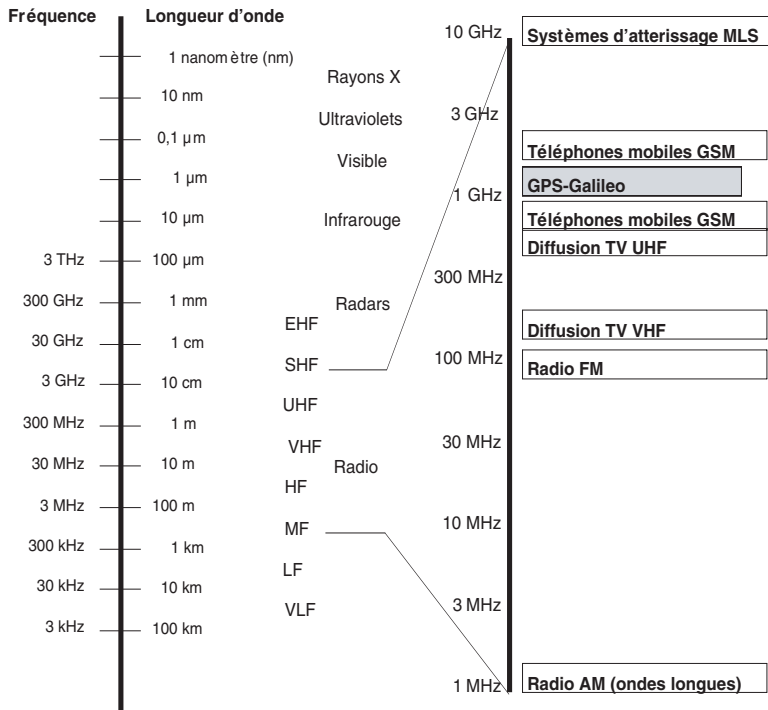 Fréquence
Longueur d'onde
1 nanom ètre (nm)
10 nm
0,1 µm
1 µm
10 µm
3 THz
100 µm
300 GHz
1 mm
30 GHz
1 cm
3 GHz
10 cm
300 MHz
1 m
30 MHz
10 m
3 MHz
100 m
300 kHz
1 km
30 kHz
10 km
3 kHz
100 km
Rayons X
Ultraviolets
Visible
Infrarouge
Radars
EHF
SHF
UHF
VHF
Radio
HF
MF
LF
VLF
10 GHz
3 GHz
1 GHz
300 MHz
100 MHz
30 MHz
10 MHz
3 MHz
1 MHz
Systèmes d'atterissage MLS
Téléphones mobiles GSM
GPS-Galileo
Téléphones mobiles GSM
Diffusion TV UHF
Diffusion TV VHF
Radio FM
Radio AM (ondes longues)